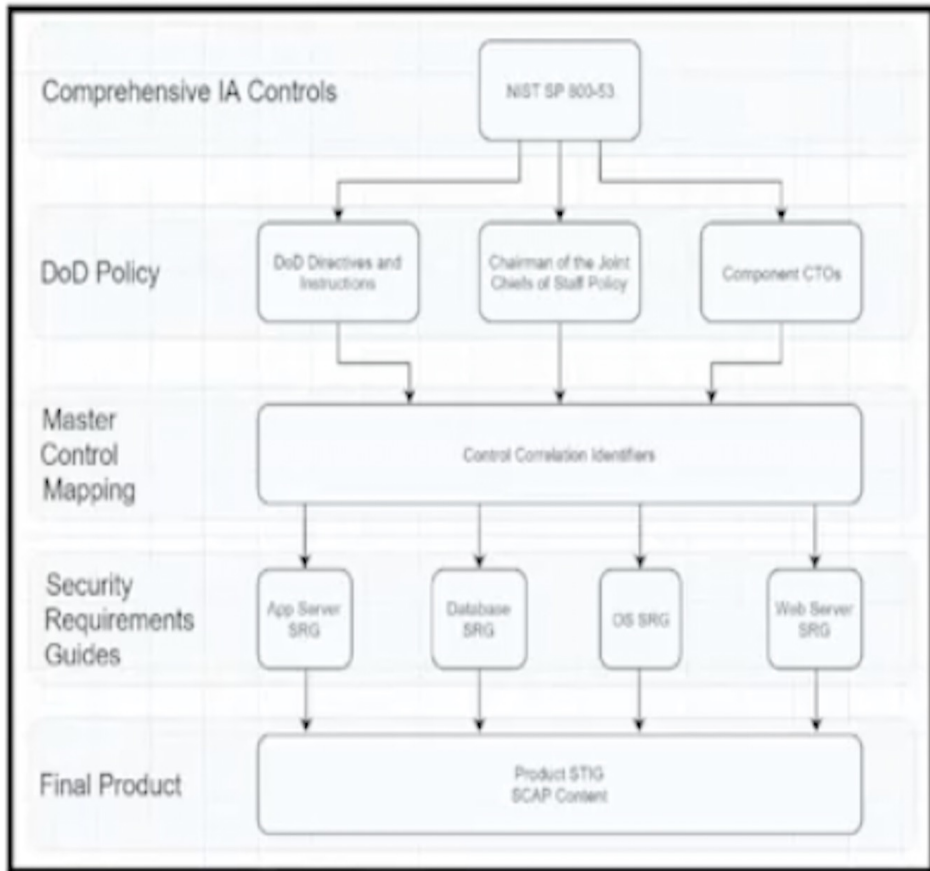 Comprehensive IA Controls
NIST SP 800-53
DoD Policy
DoD Directives and
Instructions
Chairman of the Joint
Chiefs of Staff Policy
Component CTOs
Master
Control
Mapping
Control Correlation Identifiers
Security
Requirements
Guides
App Server
SRG
Database
SRG
OS SRG
Web Server
SRG
Final Product
Product STIG
SCAP Content